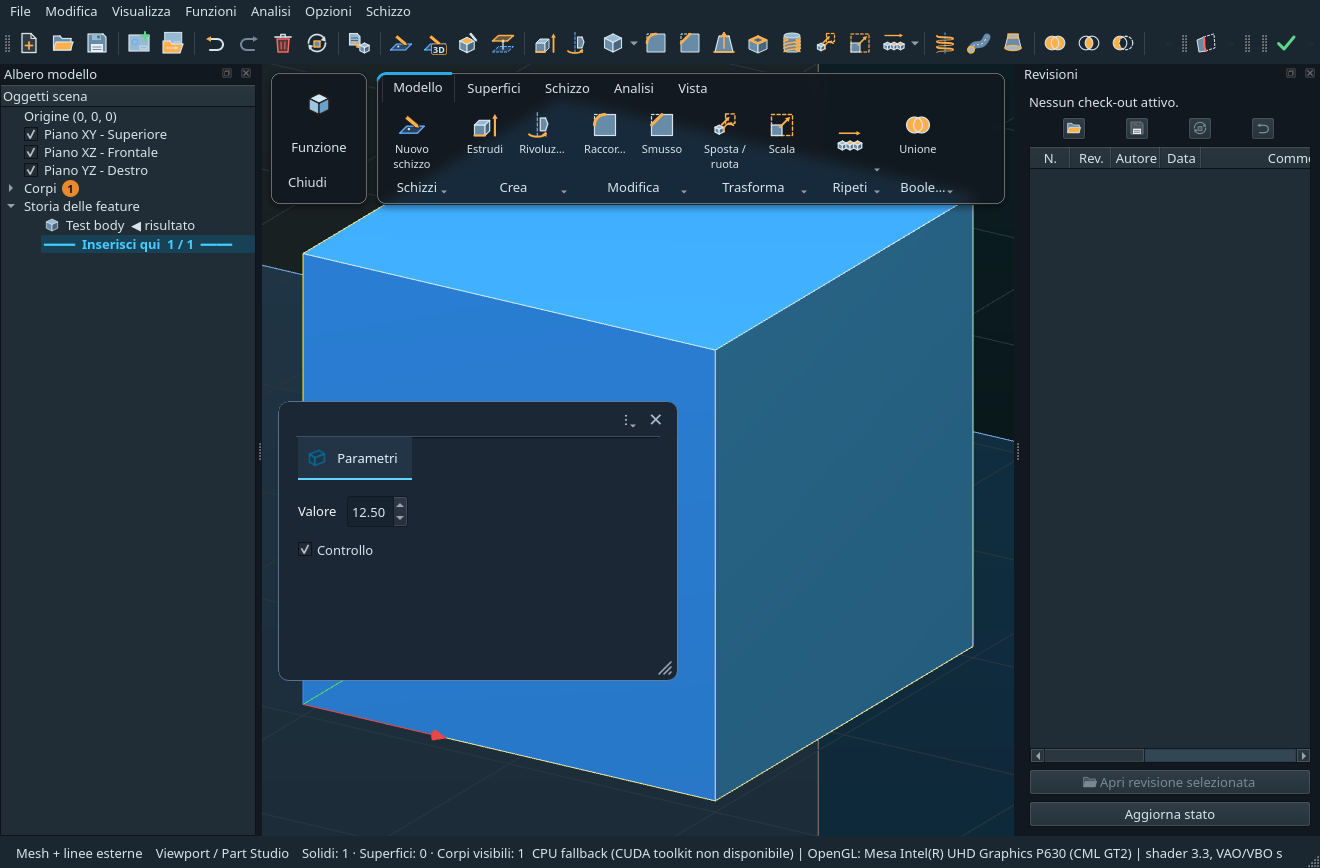 File Modifica Visualizza Funzioni Analisi Opzioni Schizzo
3D
Albero modello
Oggetti scena
Origine (0, 0, 0)
Piano XY - Superiore
Piano XZ - Frontale
Piano YZ - Destro
Corpi 1
Storia delle feature
Test body ◀ risultato
Inserisci qui 1 / 1
Funzione
Chiudi
Modello Superfici Schizzo Analisi Vista
Nuovo schizzo
Estrudi
Rivoluz...
Raccor...
Smusso
Sposta / ruota
Scala
Unione
Schizzi Crea Modifica Trasforma Ripeti Boole...
Parametri
Valore 12.50
Controllo
Revisioni
Nessun check-out attivo.
N. Rev. Autore Data Comme
Apri revisione selezionata
Aggiorna stato
Mesh + linee esterne Viewport / Part Studio Solidi: 1 · Superfici: 0 · Corpi visibili: 1 CPU fallback (CUDA toolkit non disponibile) | OpenGL: Mesa Intel(R) UHD Graphics P630 (CML GT2) | shader 3.3, VAO/VBO s